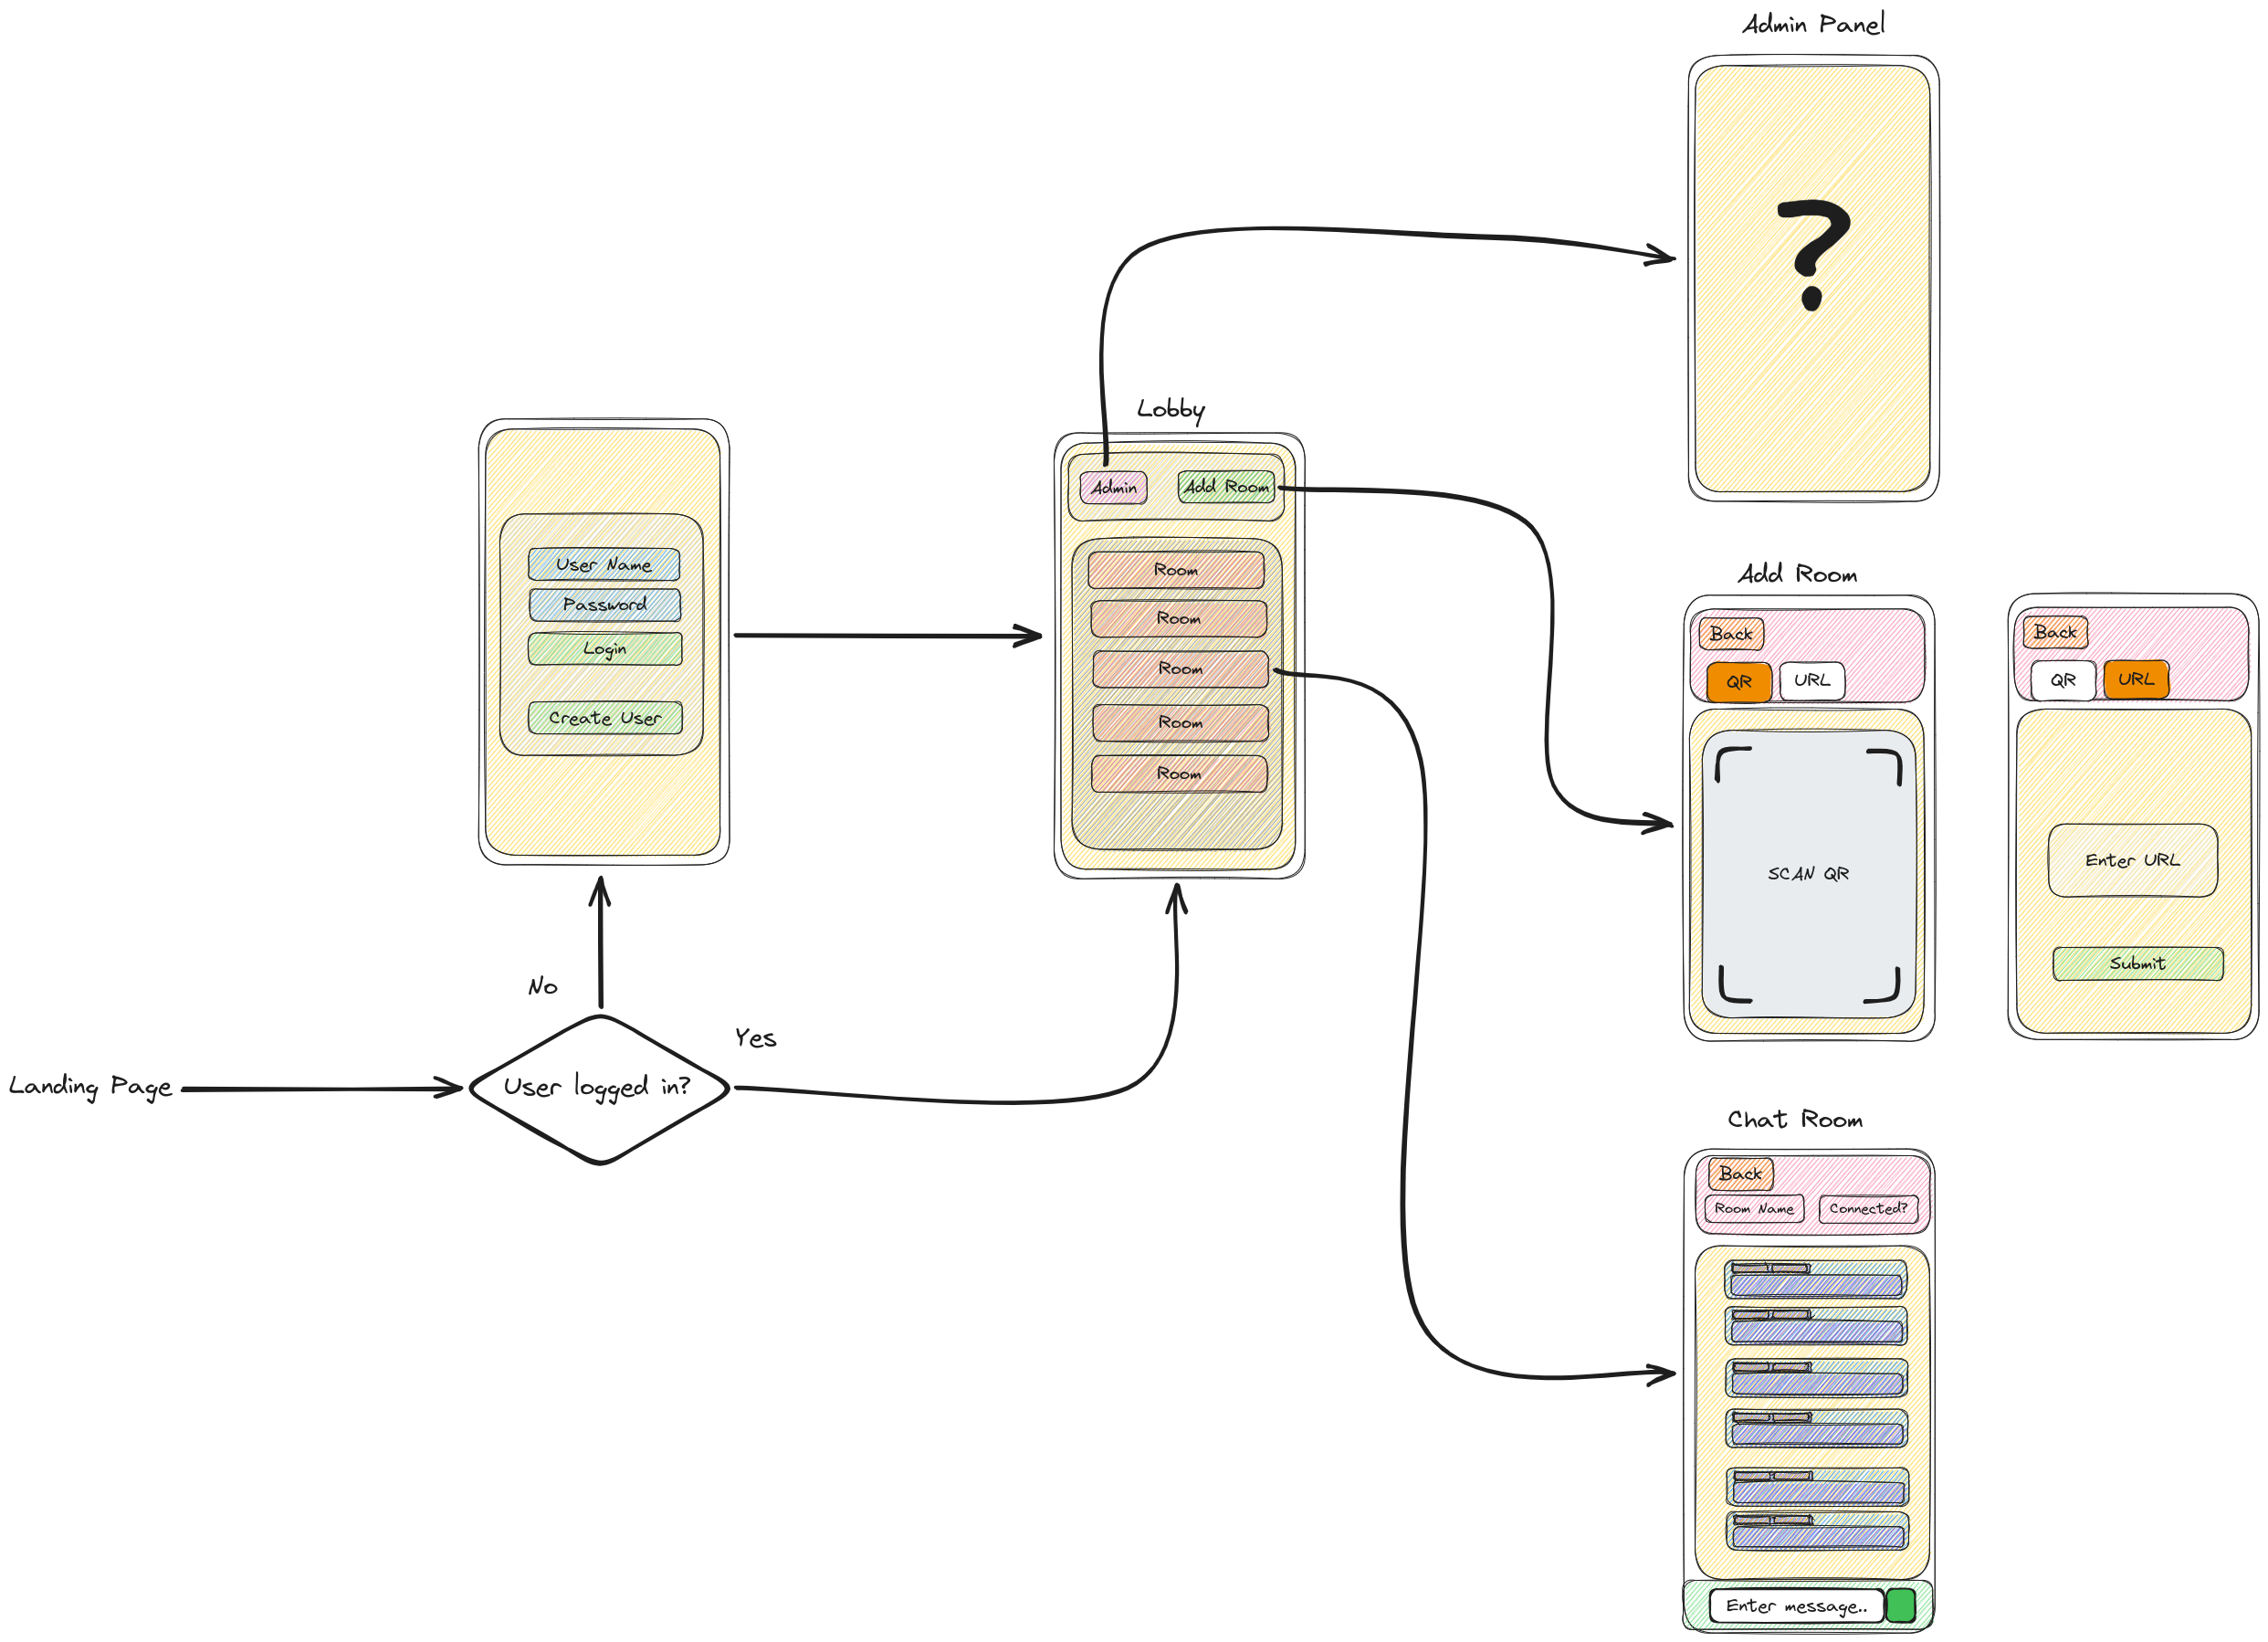 Admin Panel
?
Lobby
Admin
Add Room
Room
Room
Room
Room
Room
User Name
Password
Login
Create User
No
Yes
Landing Page
User logged in?
Add Room
Back
QR
URL
SCAN QR
Back
QR
URL
Enter URL
Submit
Chat Room
Back
Room Name
Connected?
Enter message..